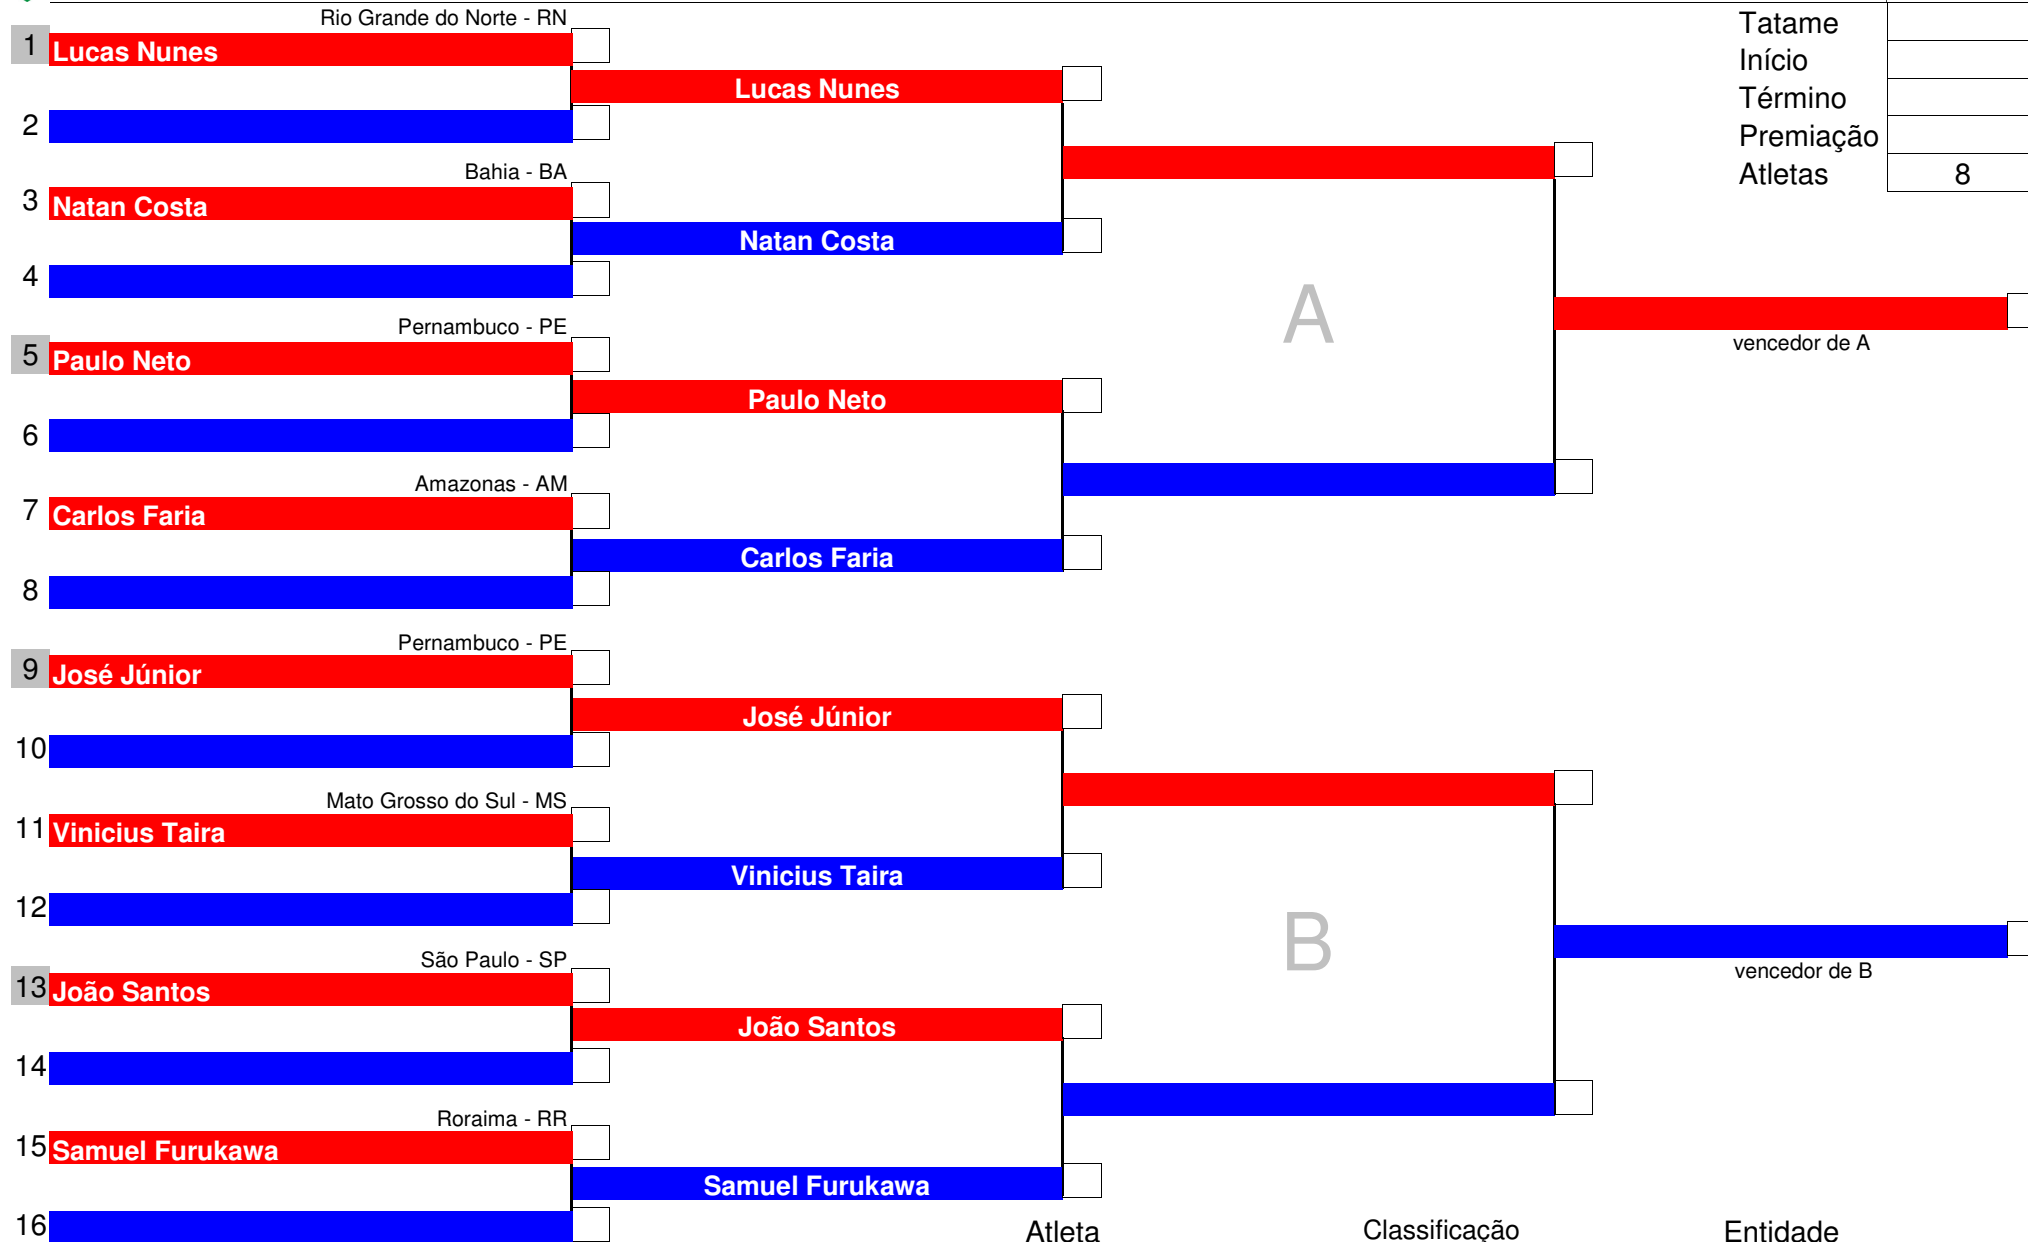 Rio Grande do Norte - RN
1 Lucas Nunes
Lucas Nunes
2
Bahia - BA
3 Natan Costa
Natan Costa
4
Pernambuco - PE
5 Paulo Neto
Paulo Neto
6
Amazonas - AM
7 Carlos Faria
Carlos Faria
8
Pernambuco - PE
9 José Júnior
José Júnior
10
Mato Grosso do Sul - MS
11 Vinicius Taira
Vinicius Taira
12
São Paulo - SP
13 João Santos
João Santos
14
Roraima - RR
15 Samuel Furukawa
Samuel Furukawa
16
A
B
vencedor de A
vencedor de B
Tatame
Início
Término
Premiação
Atletas 8
Atleta Classificação Entidade